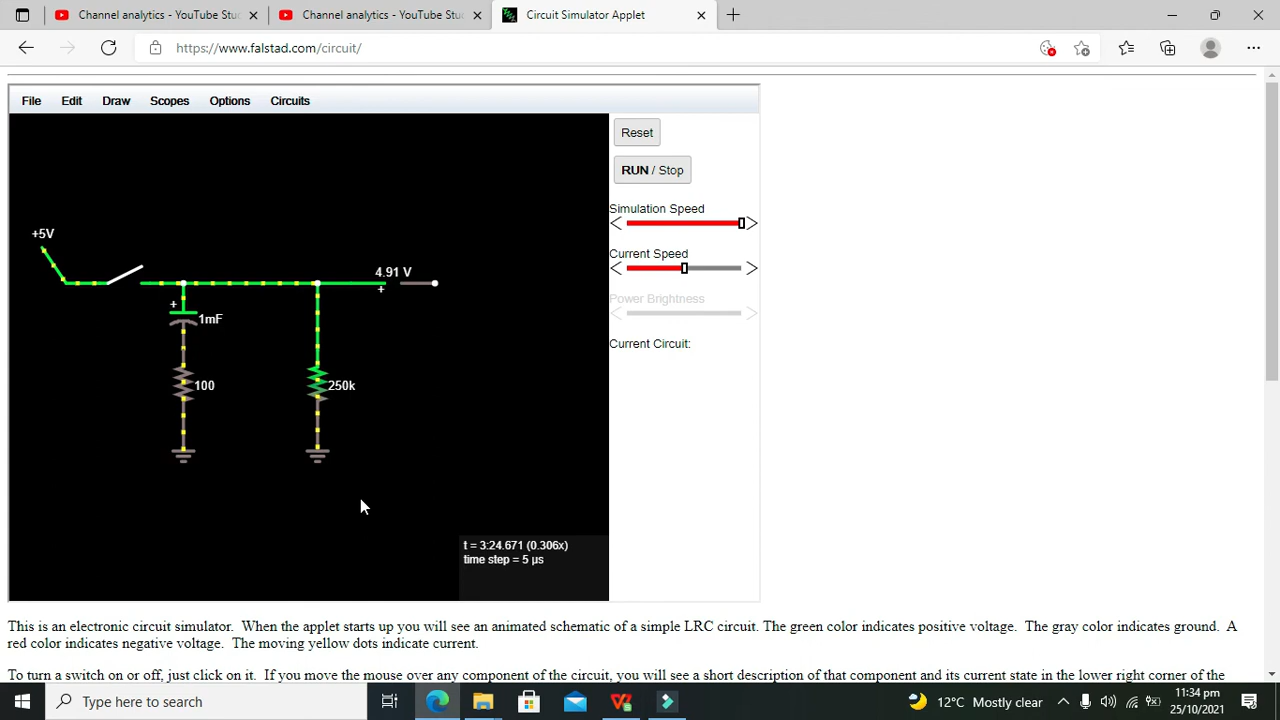 Channel analytics - YouTube Stu
Channel analytics - YouTube Stu
Circuit Simulator Applet
https://www.falstad.com/circuit/
File Edit Draw Scopes Options Circuits
Reset
RUN / Stop
Simulation Speed
Current Speed
Power Brightness
Current Circuit:
+5V
4.91 V
+
+
1mF
100
250k
t = 3:24.671 (0.306x)
time step = 5 µs
This is an electronic circuit simulator. When the applet starts up you will see an animated schematic of a simple LRC circuit. The green color indicates positive voltage. The gray color indicates ground. A
red color indicates negative voltage. The moving yellow dots indicate current.
To turn a switch on or off, just click on it. If you move the mouse over any component of the circuit, you will see a short description of that component and its current state in the lower right corner of the
Type here to search
12°C Mostly clear
11:34 pm
25/10/2021